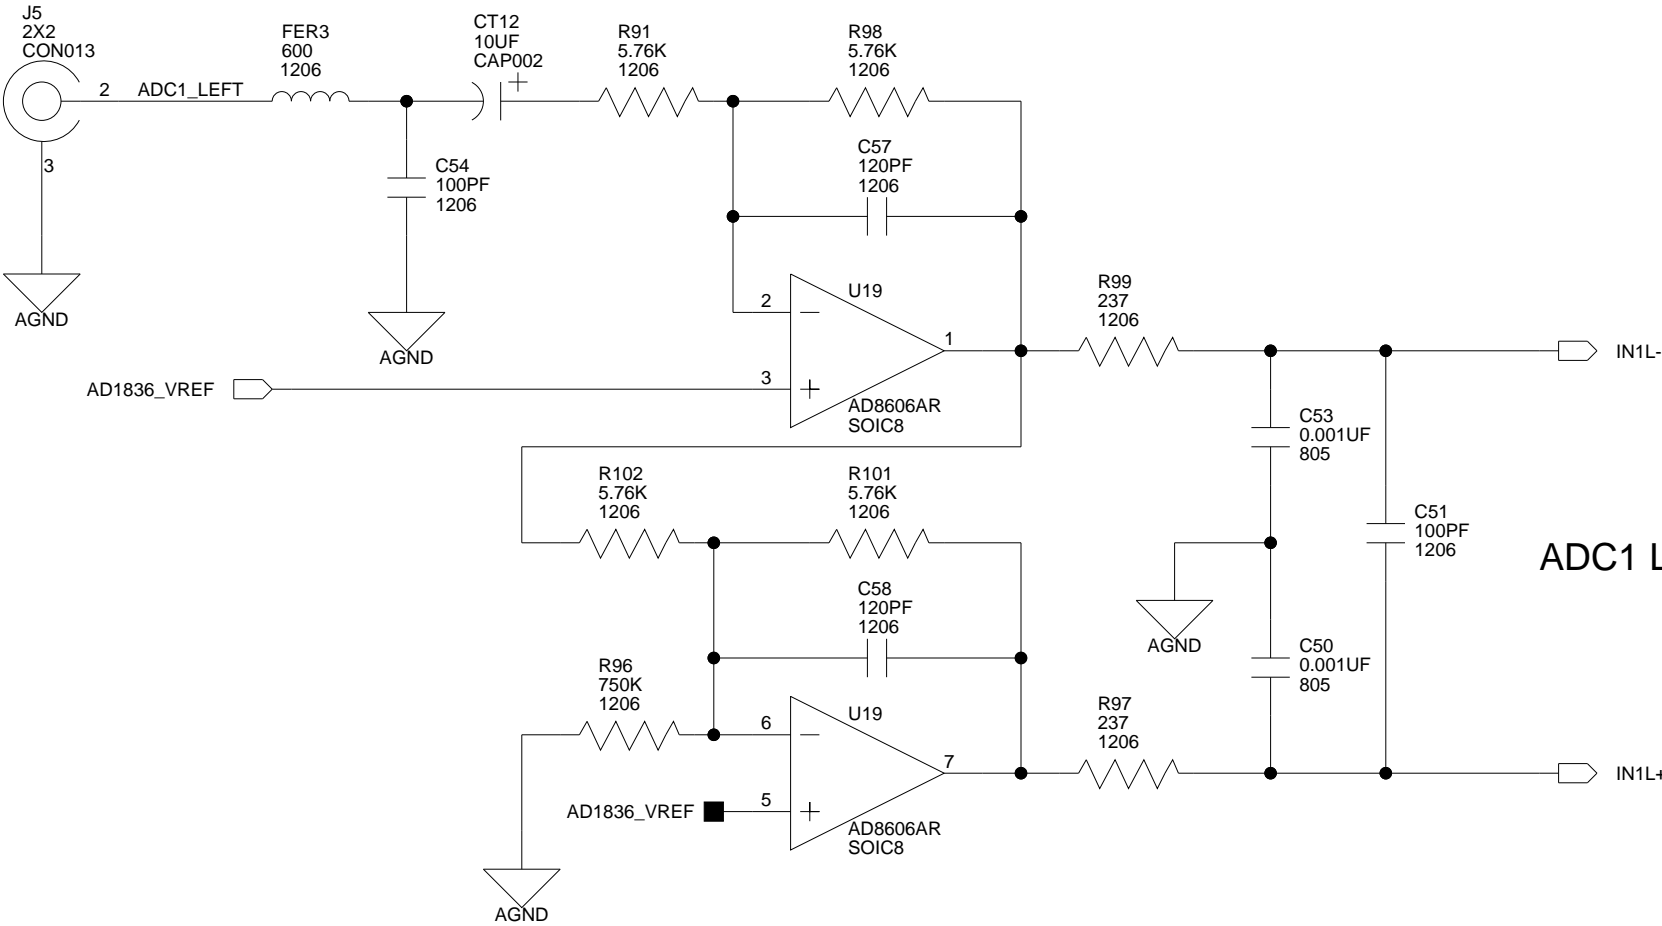 J5
2X2
CON013
2
ADC1_LEFT
3
AGND
FER3
600
1206
CT12
10UF
CAP002
+
C54
100PF
1206
AGND
R91
5.76K
1206
R98
5.76K
1206
C57
120PF
1206
AD1836_VREF
2
3
−
+
U19
1
AD8606AR
SOIC8
R99
237
1206
IN1L-
C53
0.001UF
805
C51
100PF
1206
ADC1 L
AGND
C50
0.001UF
805
R102
5.76K
1206
R101
5.76K
1206
C58
120PF
1206
R96
750K
1206
AGND
6
AD1836_VREF
5
−
+
U19
7
AD8606AR
SOIC8
R97
237
1206
IN1L+